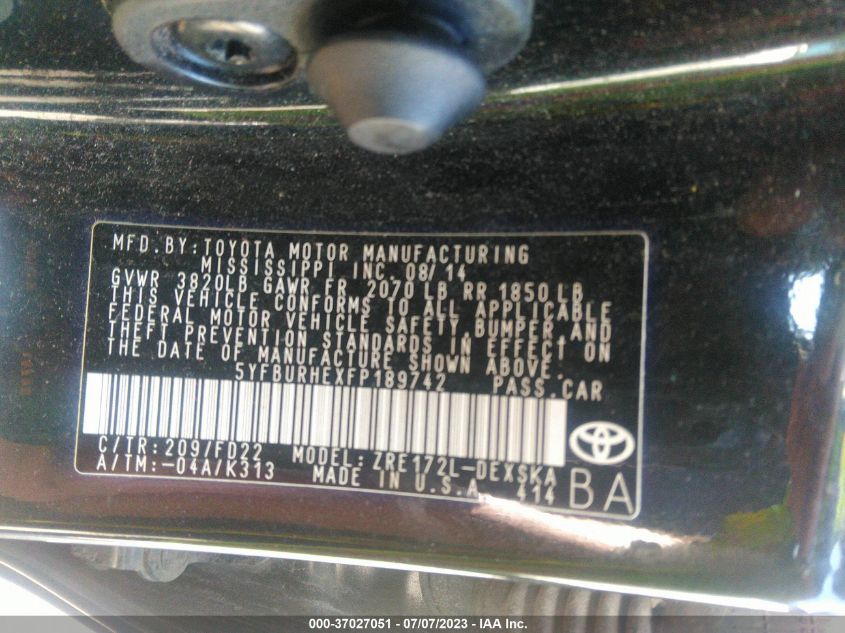 MFD.BY:TOYOTA MOTOR MANUFACTURING
MISSISSIPPI INC. 08/14
GVWR 3820LB GAWR FR 2070 LB RR 1850 LB
THIS VEHICLE CONFORMS TO ALL APPLICABLE
FEDERAL MOTOR VEHICLE SAFETY, BUMPER, AND
THEFT PREVENTION STANDARDS IN EFFECT ON
THE DATE OF MANUFACTURE SHOWN ABOVE.
5YFBURHEXFP189742 PASS.CAR
C/TR:209/FD22 MODEL:ZRE172L-DEXSKA
A/TM:-04A/K313 MADE IN U.S.A. 414
BA
000-37027051 - 07/07/2023 - IAA Inc.